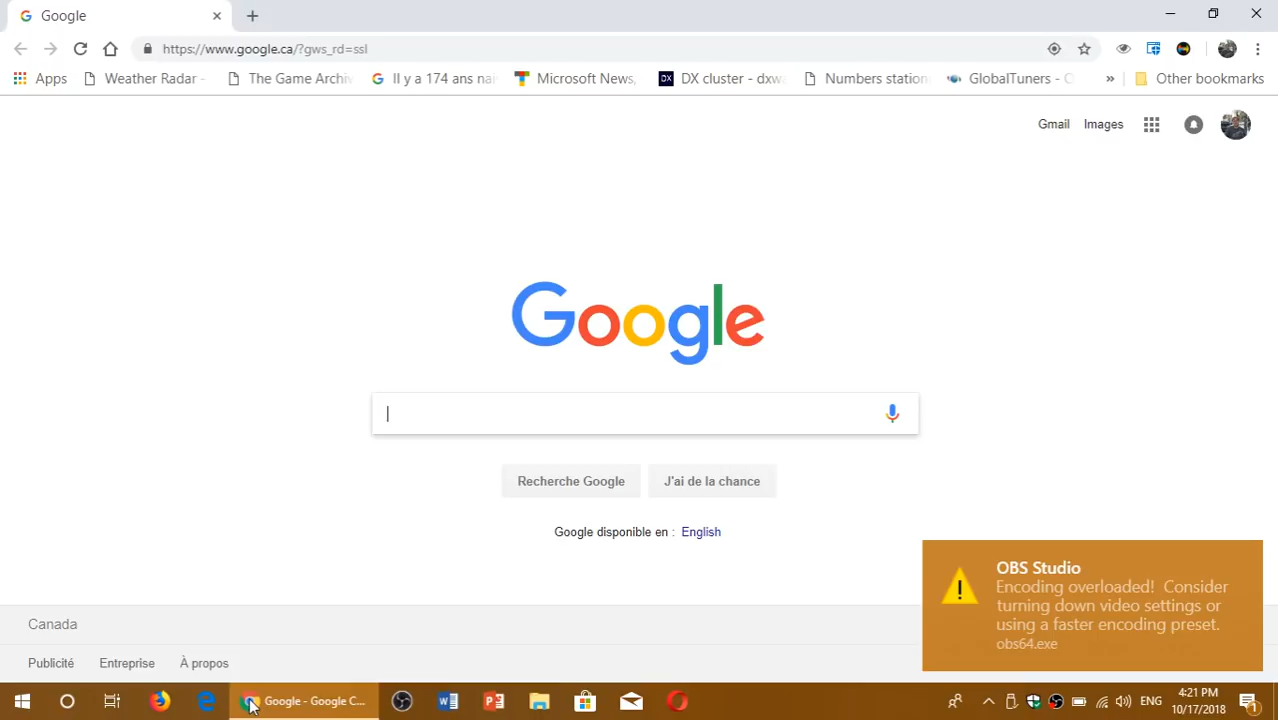 Google
https://www.google.ca/?gws_rd=ssl
Apps Weather Radar - The Game Archiv Il y a 174 ans nai Microsoft News, DX cluster - dxwa Numbers station GlobalTuners - O » Other bookmarks
Gmail Images
Google
Recherche Google J'ai de la chance
Google disponible en : English
OBS Studio
Encoding overloaded! Consider
turning down video settings or
using a faster encoding preset.
obs64.exe
Canada
Publicité Entreprise À propos
Google - Google C... ENG 4:21 PM
10/17/2018 1